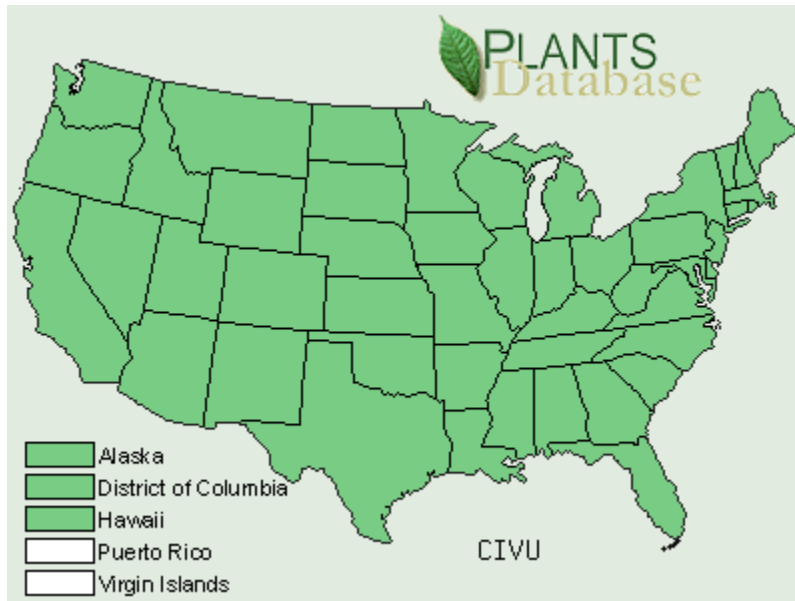 PLANTS
Database
Alaska
District of Columbia
Hawaii
Puerto Rico
Virgin Islands
CIVU